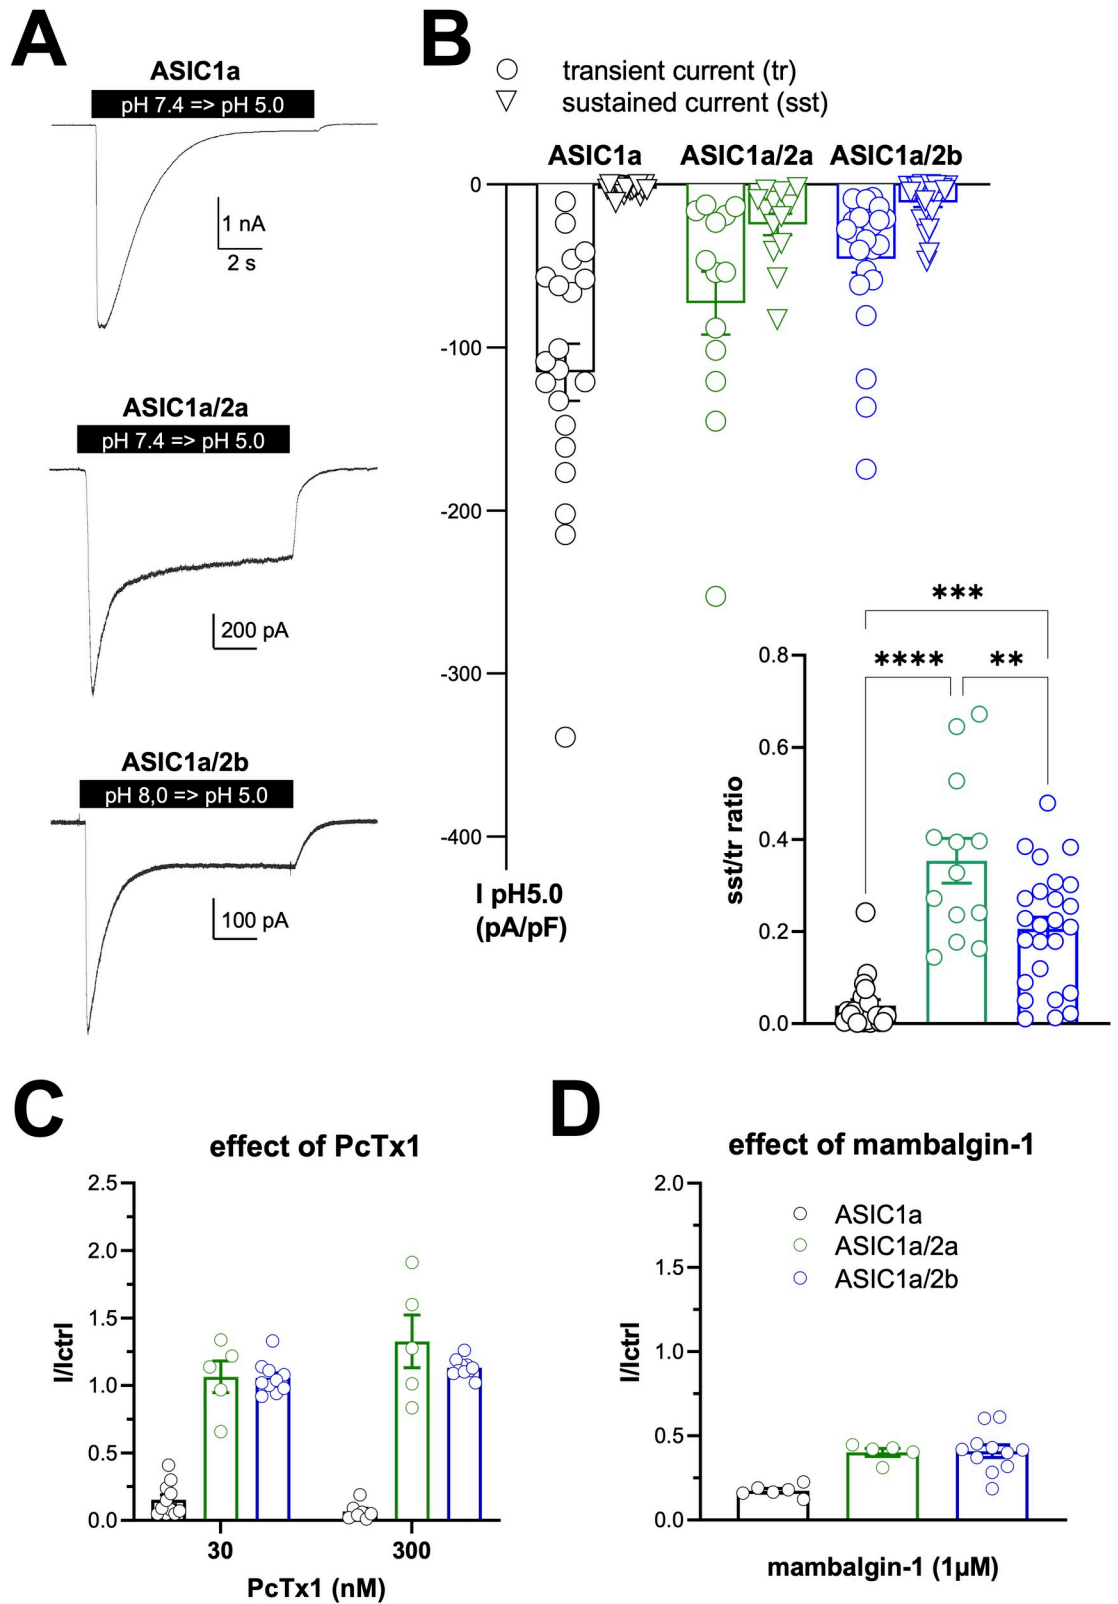 A
ASIC1a
pH 7.4 => pH 5.0
1 nA
2 s
ASIC1a/2a
pH 7.4 => pH 5.0
200 pA
ASIC1a/2b
pH 8,0 => pH 5.0
100 pA
B
transient current (tr)
sustained current (sst)
ASIC1a ASIC1a/2a ASIC1a/2b
0
-100
-200
-300
-400
I pH5.0
(pA/pF)
***
**** **
0.8
0.6
0.4
0.2
0.0
sst/tr ratio
C
effect of PcTx1
2.5
2.0
1.5
1.0
0.5
0.0
I/Ictrl
30 300
PcTx1 (nM)
D
effect of mambalgin-1
2.0
1.5
1.0
0.5
0.0
I/Ictrl
ASIC1a
ASIC1a/2a
ASIC1a/2b
mambalgin-1 (1µM)